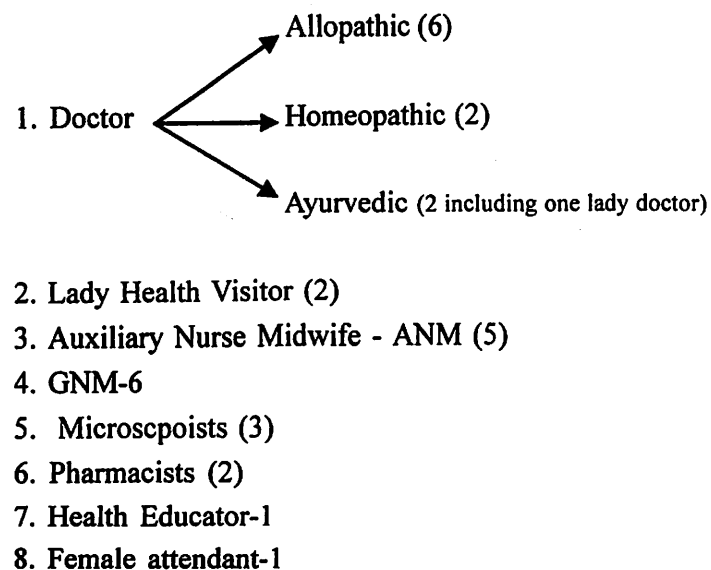 Allopathic (6)
1. Doctor
Homeopathic (2)
Ayurvedic (2 including one lady doctor)
2. Lady Health Visitor (2)
3. Auxiliary Nurse Midwife - ANM (5)
4. GNM-6
5. Microscpoists (3)
6. Pharmacists (2)
7. Health Educator-1
8. Female attendant-1